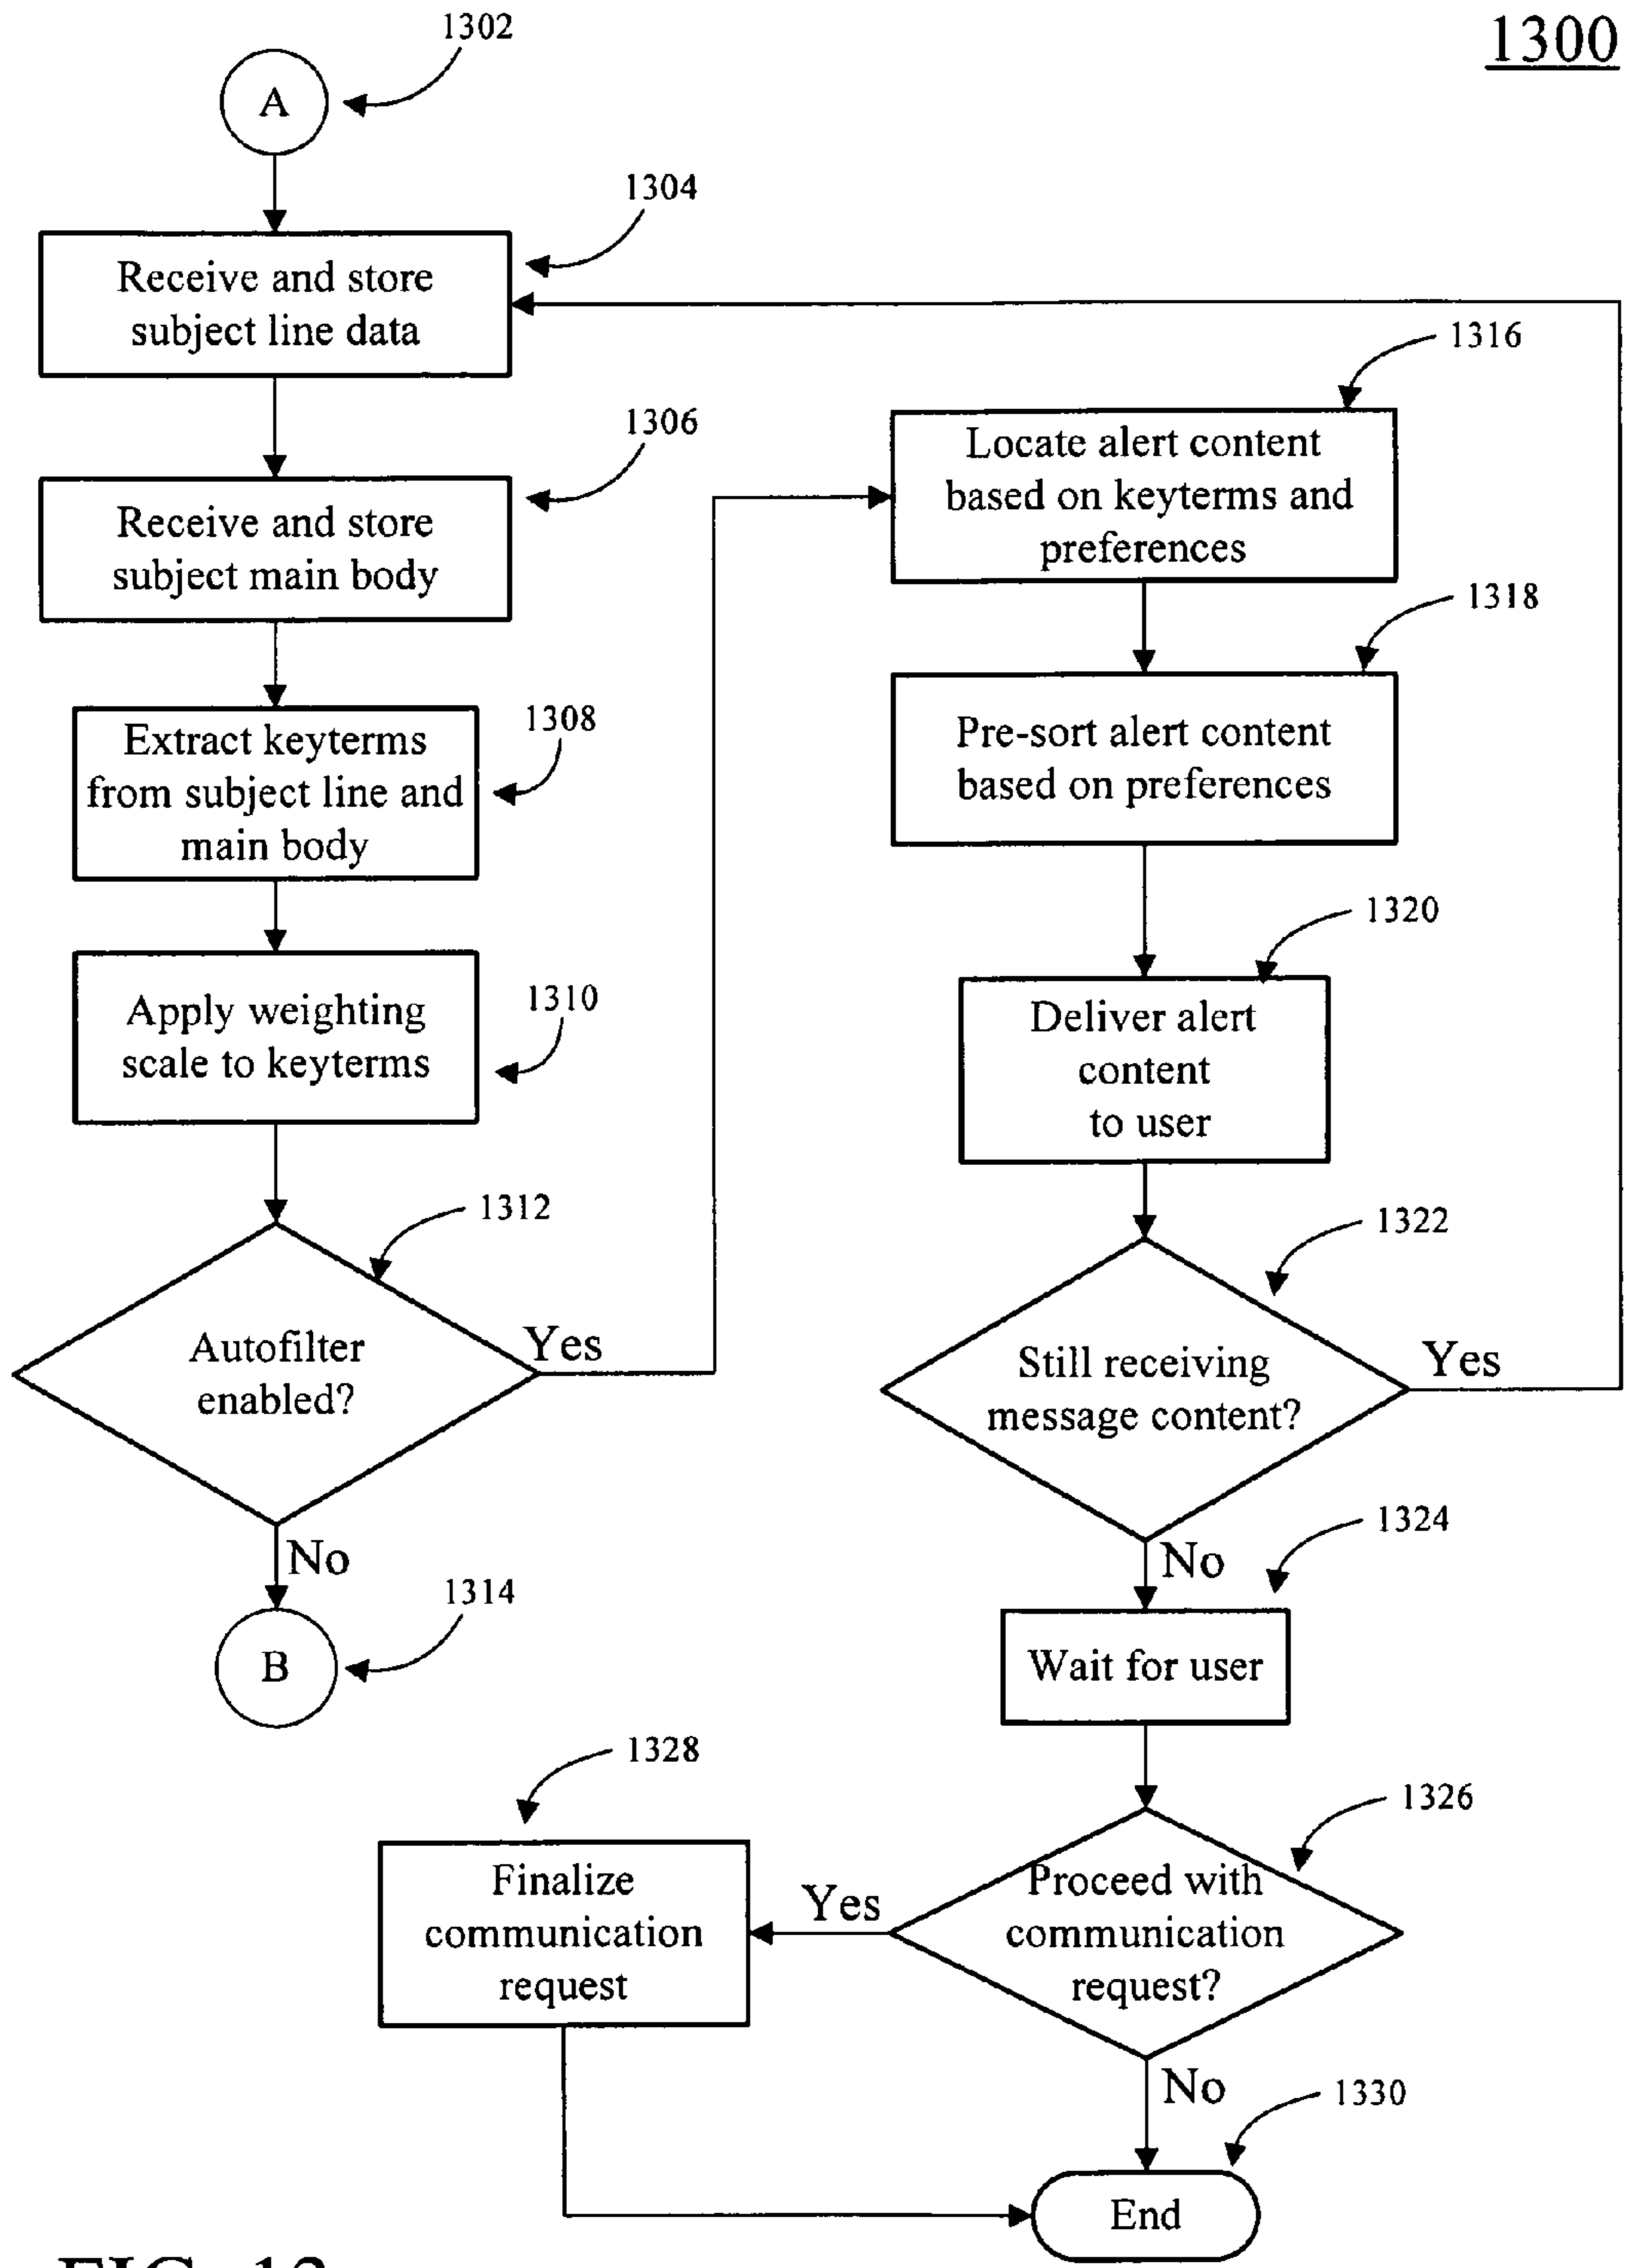 1300
1302
A
1304
Receive and store
subject line data
1306
Receive and store
subject main body
1308
Extract keyterms
from subject line and
main body
1310
Apply weighting
scale to keyterms
1312
Autofilter
enabled?
Yes
No
1314
B
1316
Locate alert content
based on keyterms and
preferences
1318
Pre-sort alert content
based on preferences
1320
Deliver alert
content
to user
1322
Still receiving
message content?
Yes
No
1324
Wait for user
1326
Proceed with
communication
request?
Yes
1328
Finalize
communication
request
No
1330
End